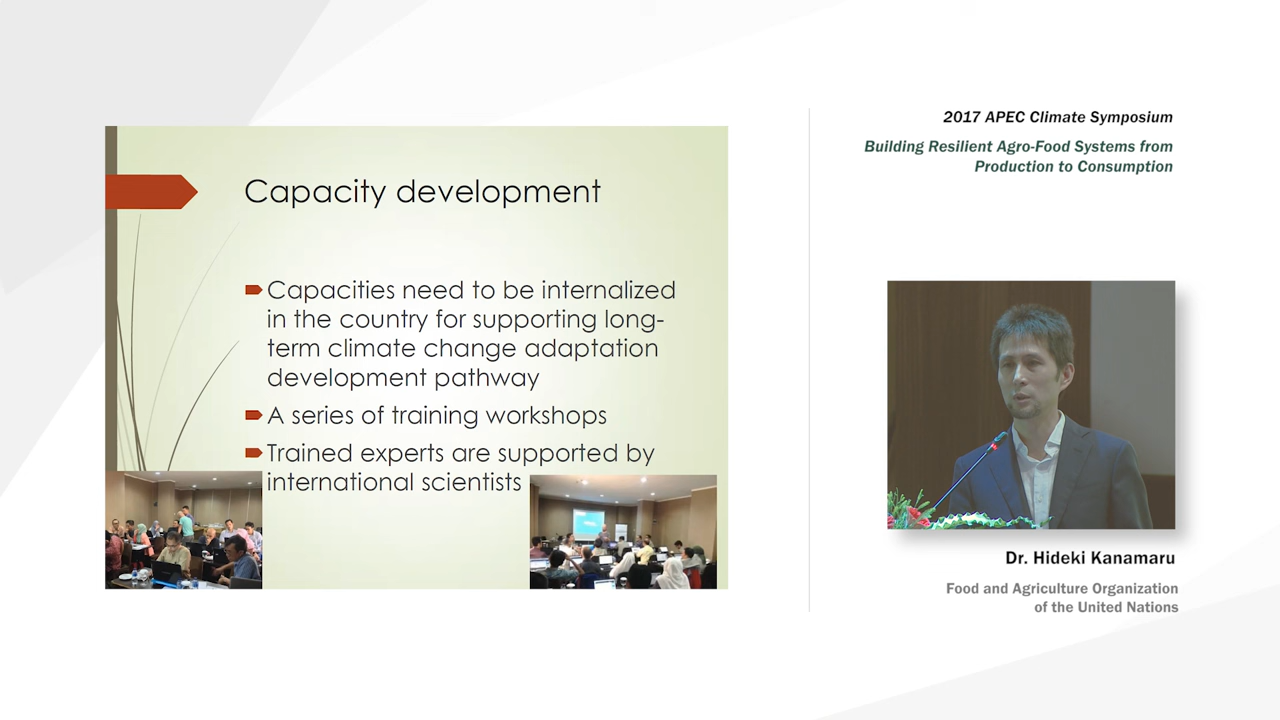 Capacity development
Capacities need to be internalized
in the country for supporting long-
term climate change adaptation
development pathway
A series of training workshops
Trained experts are supported by
international scientists
2017 APEC Climate Symposium
Building Resilient Agro-Food Systems from
Production to Consumption
Dr. Hideki Kanamaru
Food and Agriculture Organization
of the United Nations